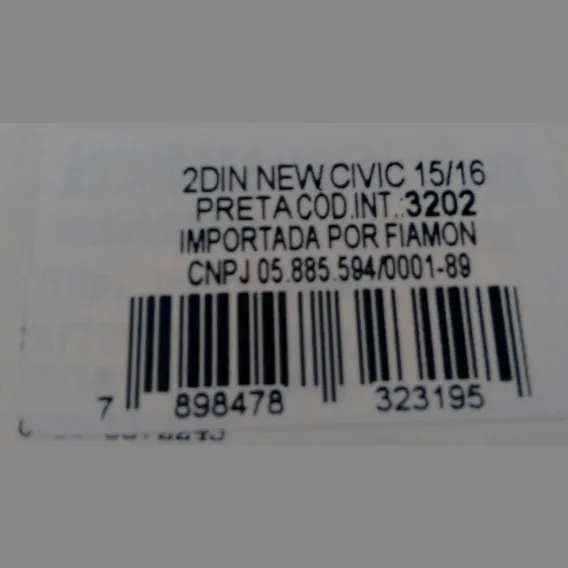 2DIN NEW CIVIC 15/16
PRETA COD.INT.:3202
IMPORTADA POR FIAMON
CNPJ 05.885.594/0001-89
7 898478 323195